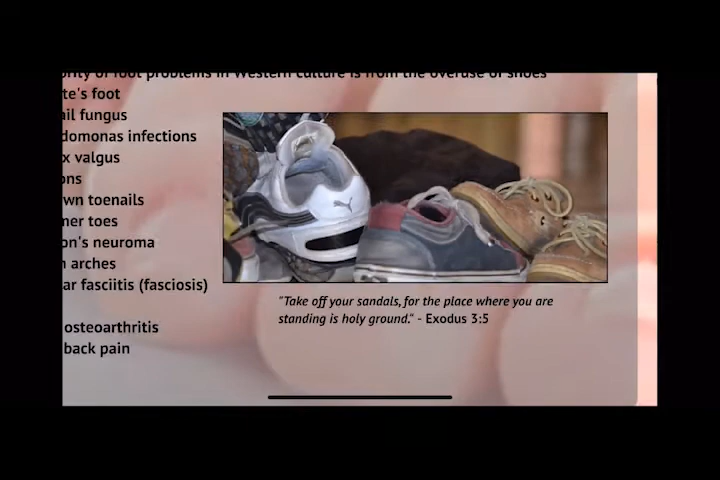 ority of foot problems in Western culture is from the overuse of shoes
te's foot
ail fungus
domonas infections
x valgus
ons
wn toenails
mer toes
on's neuroma
n arches
ar fasciitis (fasciosis)
osteoarthritis
back pain
"Take off your sandals, for the place where you are
standing is holy ground." - Exodus 3:5